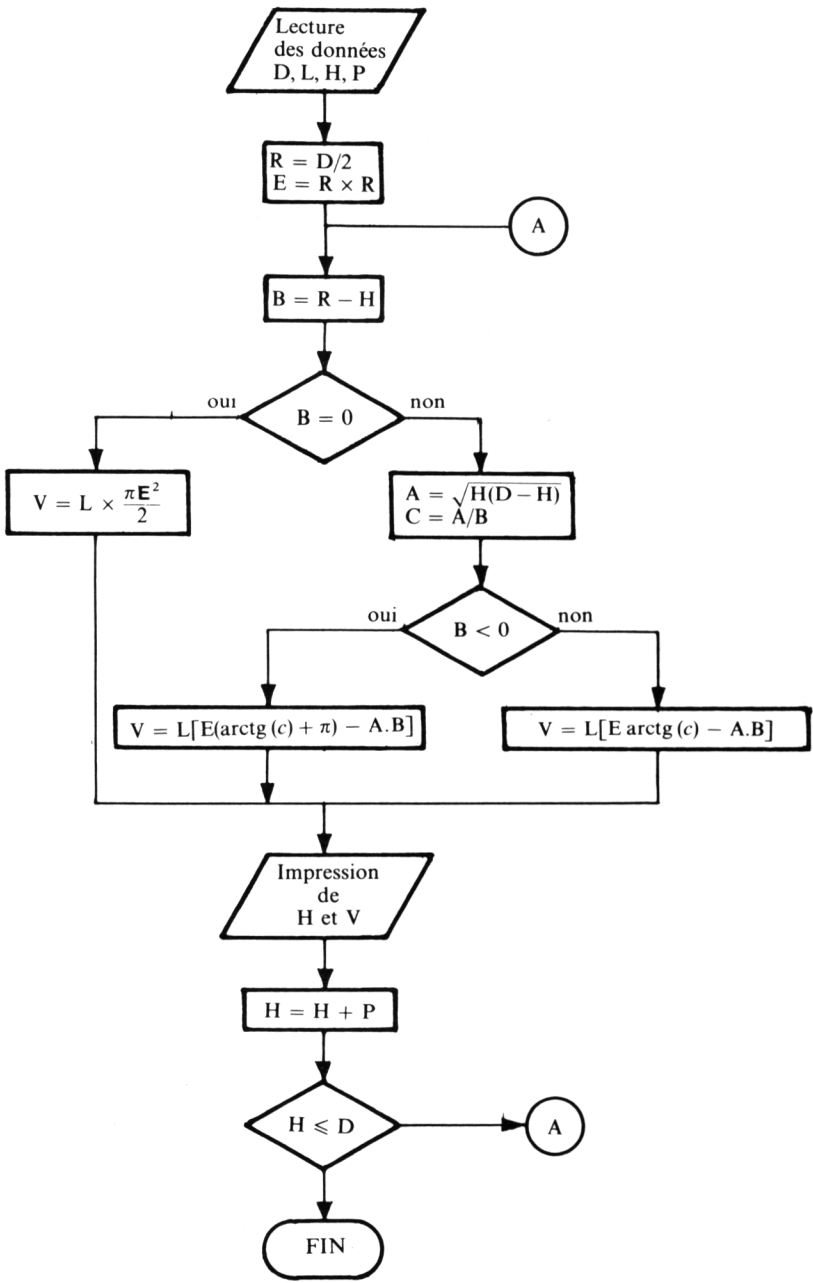 Lecture
des données
D, L, H, P
R = D/2
E = R × R
A
B = R − H
oui
B = 0
non
V = L × πE²/2
A = √H(D − H)
C = A/B
oui
B < 0
non
V = L[E(arctg (c) + π) − A.B]
V = L[E arctg (c) − A.B]
Impression
de
H et V
H = H + P
H ⩽ D
A
FIN